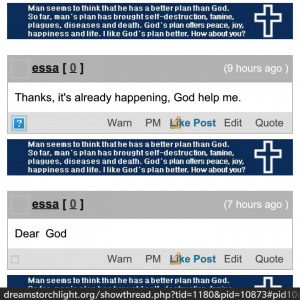 Man seems to think that he has a better plan than God.
So far, man's plan has brought self-destruction, famine,
plagues, diseases and death. God's plan offers peace, joy,
happiness and life. I like God's plan better. How about you?
essa [ 0 ]
(9 hours ago )
Thanks, it's already happening, God help me.
Warn PM Like Post Edit Quote
Man seems to think that he has a better plan than God.
So far, man's plan has brought self-destruction, famine,
plagues, diseases and death. God's plan offers peace, joy,
happiness and life. I like God's plan better. How about you?
essa [ 0 ]
(7 hours ago )
Dear God
Warn PM Like Post Edit Quote
Man seems to think that he has a better plan than God.
dreamstorchlight.org/showthread.php?tid=1180&pid=10873#pid10